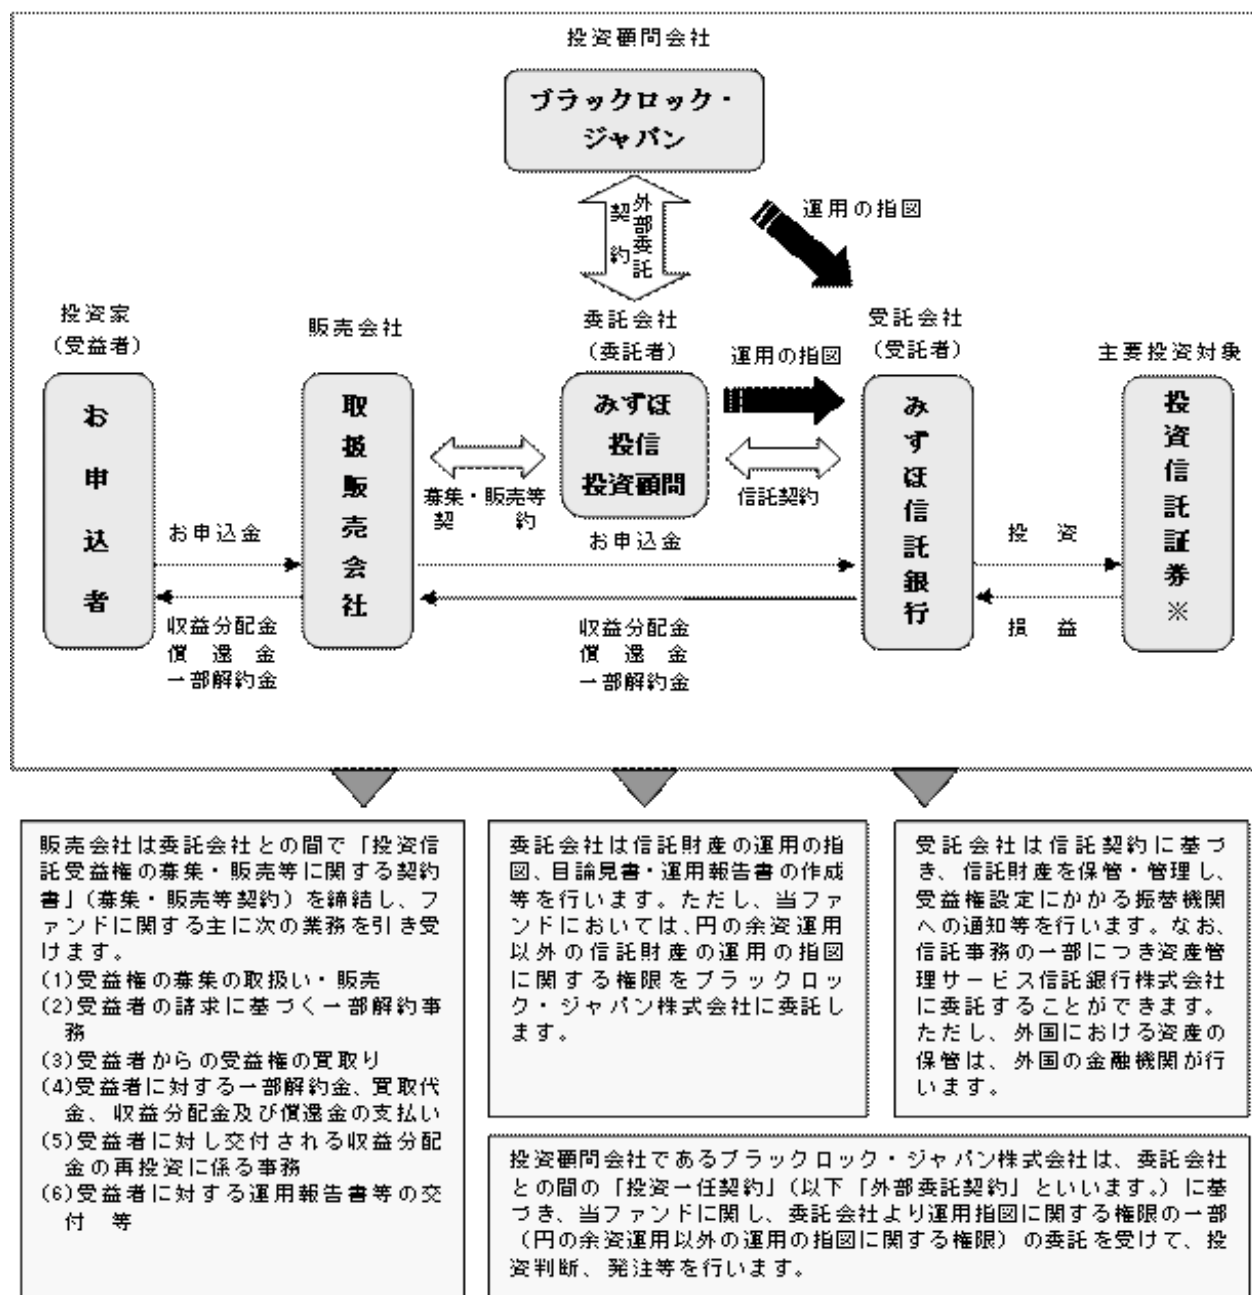 投資顧問会社
ブラックロック・
ジャパン
外部委託
契約
運用の指図
投資家
（受益者）
販売会社
委託会社
（委託者）
運用の指図
受託会社
（受託者）
主要投資対象
お申込者
取扱販売会社
みずほ
投信
投資顧問
みずほ信託銀行
投資信託証券※
募集・販売等
契約
信託契約
お申込金
お申込金
投資
収益分配金
償還金
一部解約金
収益分配金
償還金
一部解約金
損益
販売会社は委託会社との間で「投資信
託受益権の募集・販売等に関する契約
書」（募集・販売等契約）を締結し、フ
ァンドに関する主に次の業務を引き受
けます。
(1)受益権の募集の取扱い・販売
(2)受益者の請求に基づく一部解約事
務
(3)受益者からの受益権の買取り
(4)受益者に対する一部解約金、買取代
金、収益分配金及び償還金の支払い
(5)受益者に対し交付される収益分配
金の再投資に係る事務
(6)受益者に対する運用報告書等の交
付　等
委託会社は信託財産の運用の指
図、目論見書・運用報告書の作成
等を行います。ただし、当ファ
ンドにおいては、円の余資運用
以外の信託財産の運用の指図
に関する権限をブラックロッ
ク・ジャパン株式会社に委託し
ます。
受託会社は信託契約に基づ
き、信託財産を保管・管理し、
受益権設定にかかる振替機関
への通知等を行います。なお、
信託事務の一部につき資産管
理サービス信託銀行株式会社
に委託することができます。
ただし、外国における資産の
保管は、外国の金融機関が行
います。
投資顧問会社であるブラックロック・ジャパン株式会社は、委託会社
との間の「投資一任契約」（以下「外部委託契約」といいます。）に基
づき、当ファンドに関し、委託会社より運用指図に関する権限の一部
（円の余資運用以外の運用の指図に関する権限）の委託を受けて、投
資判断、発注等を行います。